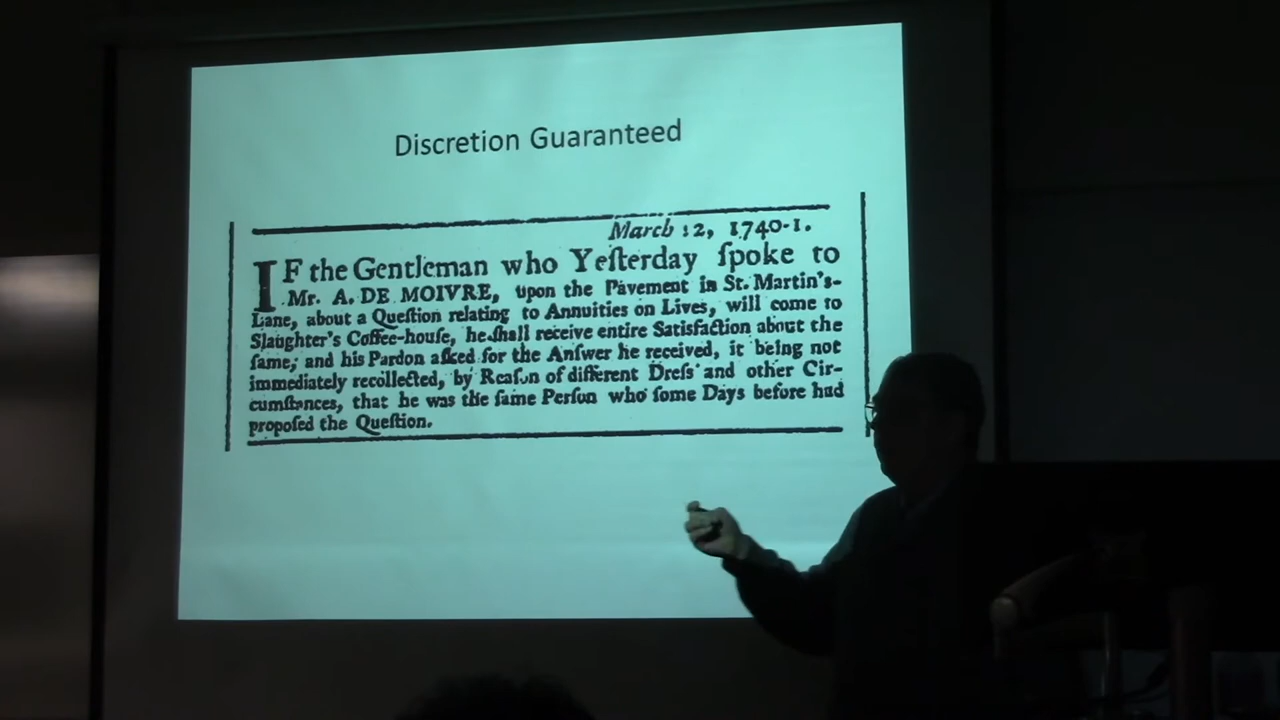 Discretion Guaranteed
March 12, 1740-1.
IF the Gentleman who Yeſterday ſpoke to
Mr. A. DE MOIVRE, upon the Pavement in St. Martin's-
Lane, about a Queſtion relating to Annuities on Lives, will come to
Slaughter's Coffee-houſe, he ſhall receive entire Satisfaction about the
ſame; and his Pardon aſked for the Anſwer he received, it being not
immediately recollected, by Reaſon of different Dreſs and other Cir-
cumſtances, that he was the ſame Perſon who ſome Days before had
propoſed the Queſtion.